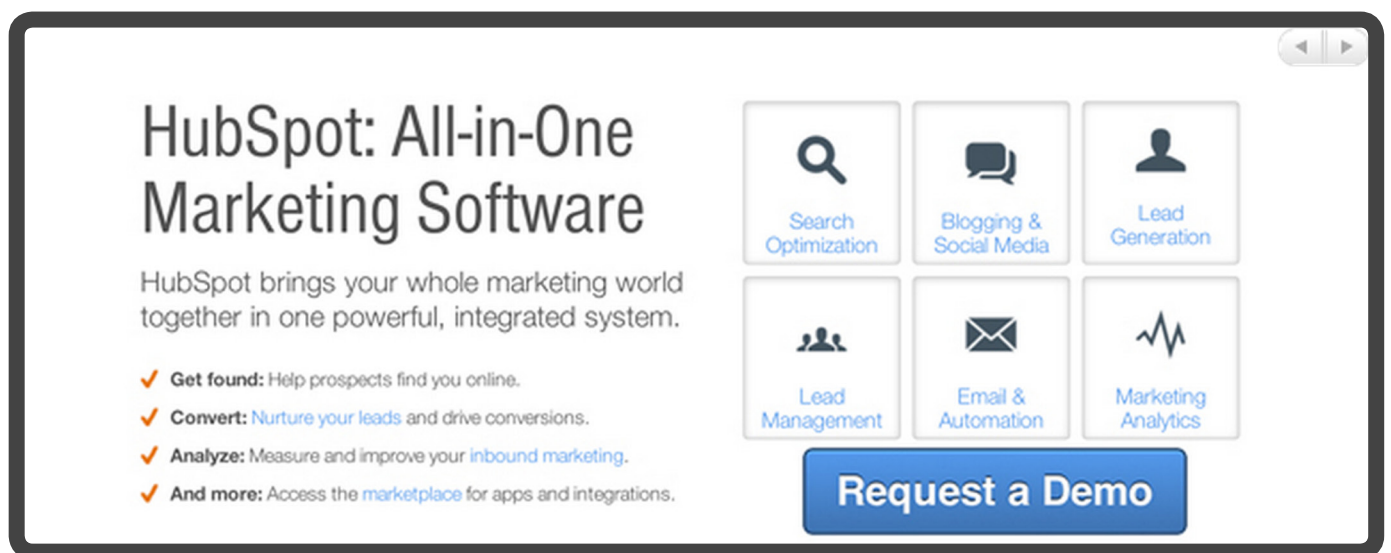 HubSpot: All-in-One
Marketing Software
HubSpot brings your whole marketing world
together in one powerful, integrated system.
Get found: Help prospects find you online.
Convert: Nurture your leads and drive conversions.
Analyze: Measure and improve your inbound marketing.
And more: Access the marketplace for apps and integrations.
Search
Optimization
Blogging &
Social Media
Lead
Generation
Lead
Management
Email &
Automation
Marketing
Analytics
Request a Demo